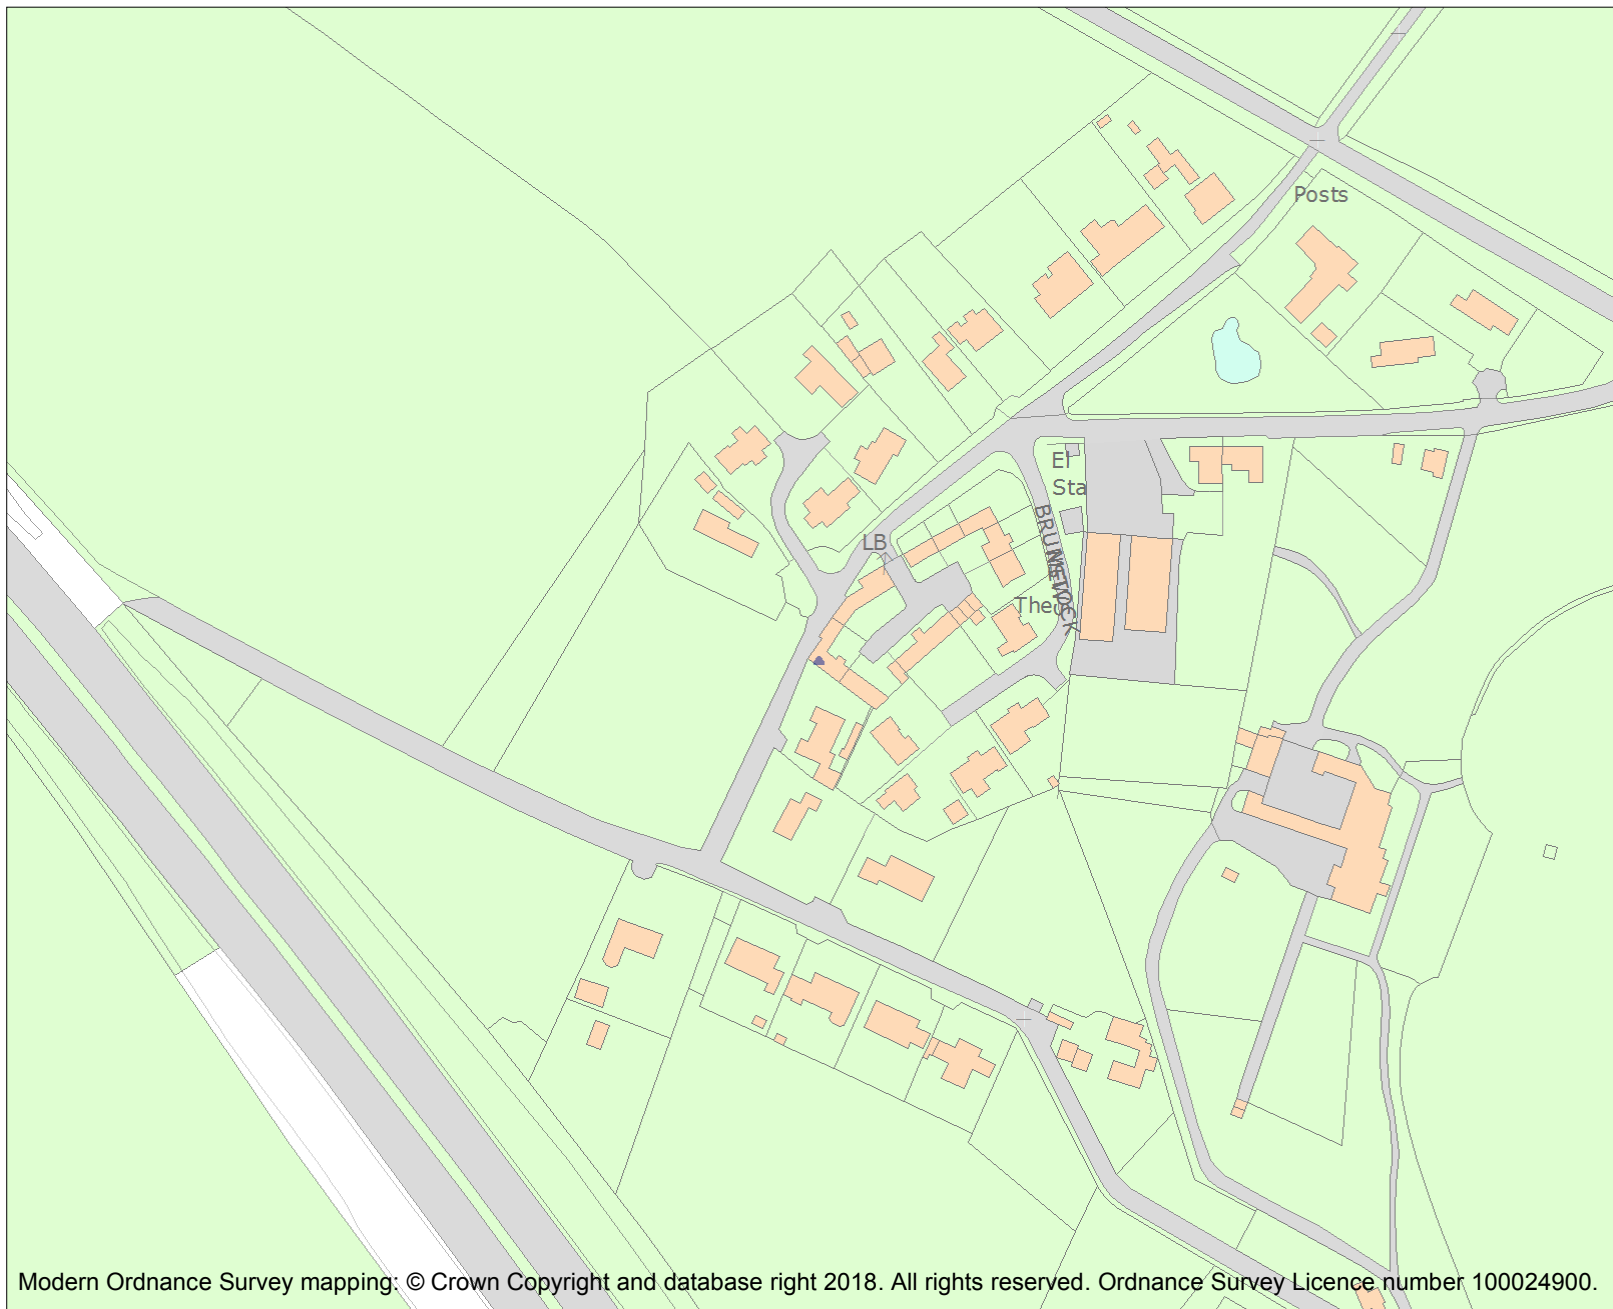 Posts
El
Sta
LB
BRUNSTOCK
The
Modern Ordnance Survey mapping: © Crown Copyright and database right 2018. All rights reserved. Ordnance Survey Licence number 100024900.